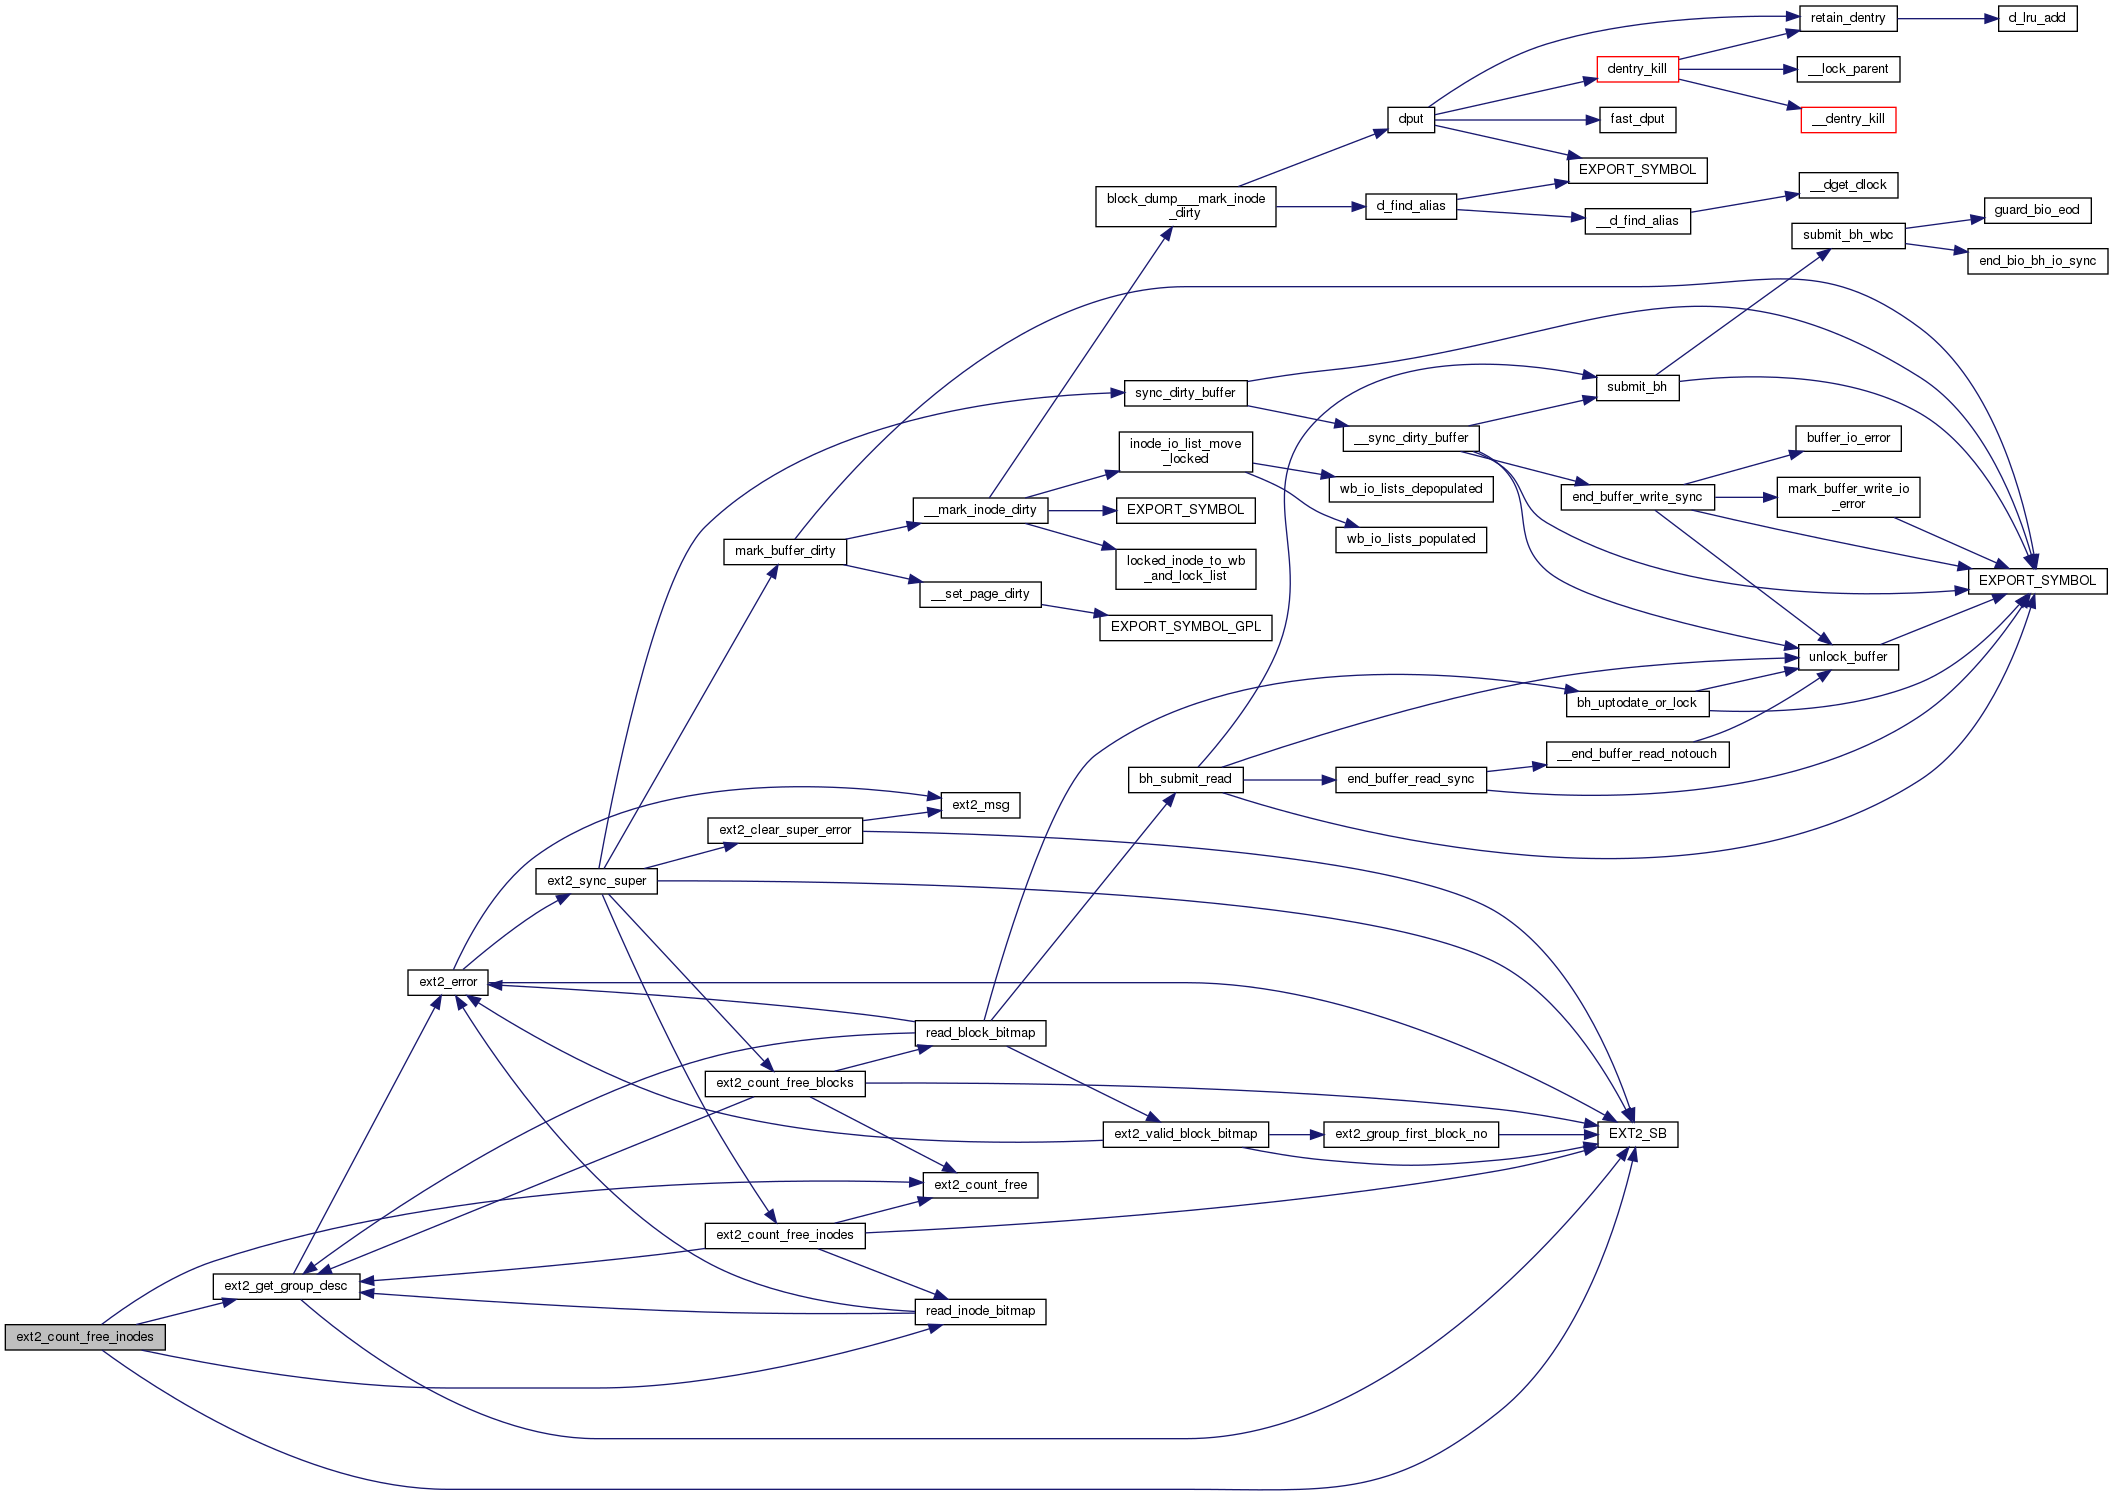 retain_dentry
d_lru_add
dentry_kill
__lock_parent
dput
fast_dput
__dentry_kill
EXPORT_SYMBOL
block_dump___mark_inode
_dirty
d_find_alias
__d_find_alias
__dget_dlock
submit_bh_wbc
guard_bio_eod
end_bio_bh_io_sync
sync_dirty_buffer
submit_bh
__sync_dirty_buffer
buffer_io_error
inode_io_list_move
_locked
wb_io_lists_depopulated
end_buffer_write_sync
mark_buffer_write_io
_error
__mark_inode_dirty
EXPORT_SYMBOL
wb_io_lists_populated
mark_buffer_dirty
locked_inode_to_wb
_and_lock_list
EXPORT_SYMBOL
__set_page_dirty
EXPORT_SYMBOL_GPL
unlock_buffer
bh_uptodate_or_lock
__end_buffer_read_notouch
bh_submit_read
end_buffer_read_sync
ext2_msg
ext2_clear_super_error
ext2_sync_super
ext2_error
read_block_bitmap
ext2_count_free_blocks
ext2_valid_block_bitmap
ext2_group_first_block_no
EXT2_SB
ext2_count_free
ext2_count_free_inodes
ext2_get_group_desc
read_inode_bitmap
ext2_count_free_inodes